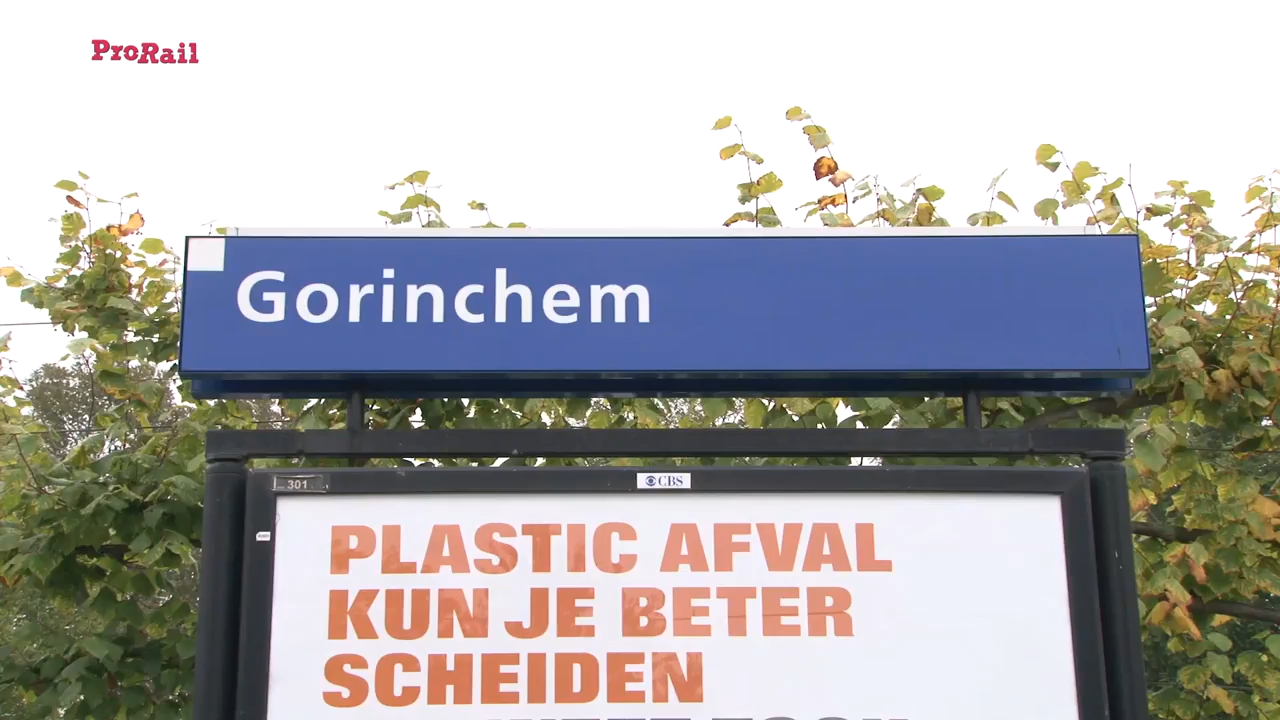 ProRail
Gorinchem
301
CBS
PLASTIC AFVAL
KUN JE BETER
SCHEIDEN